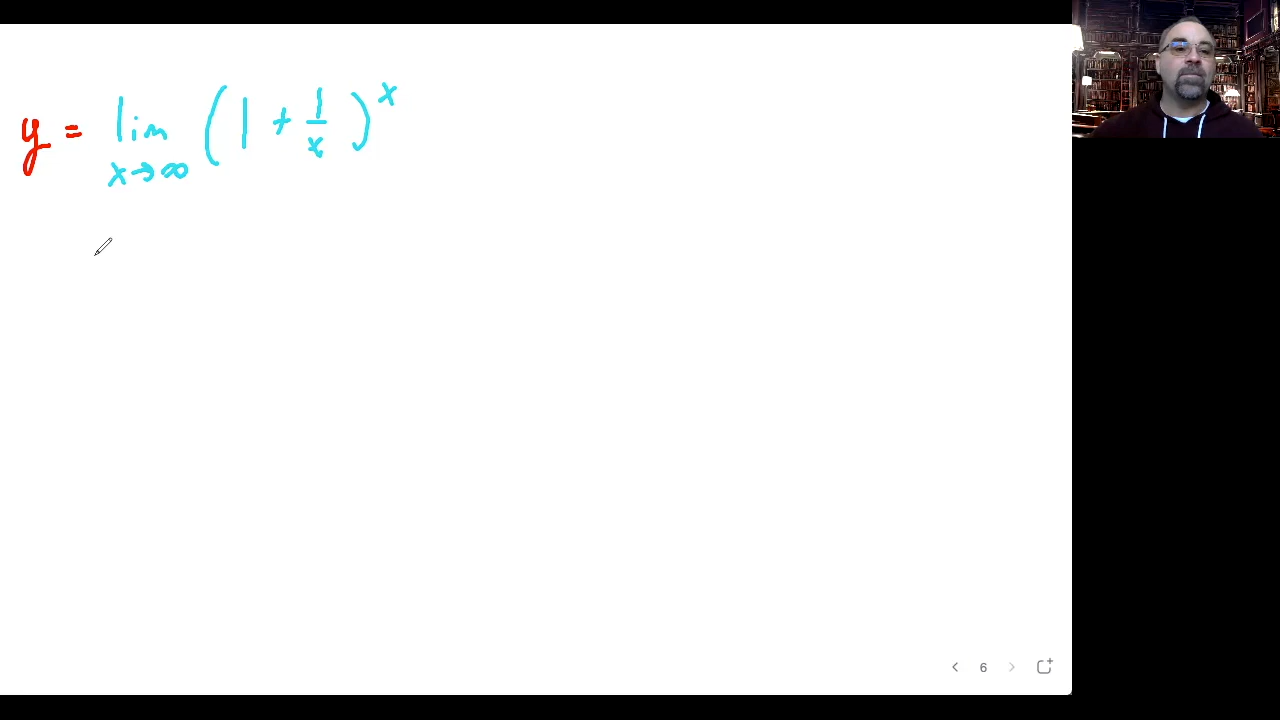 y = lim (1 + 1/x)^x
x→∞
6